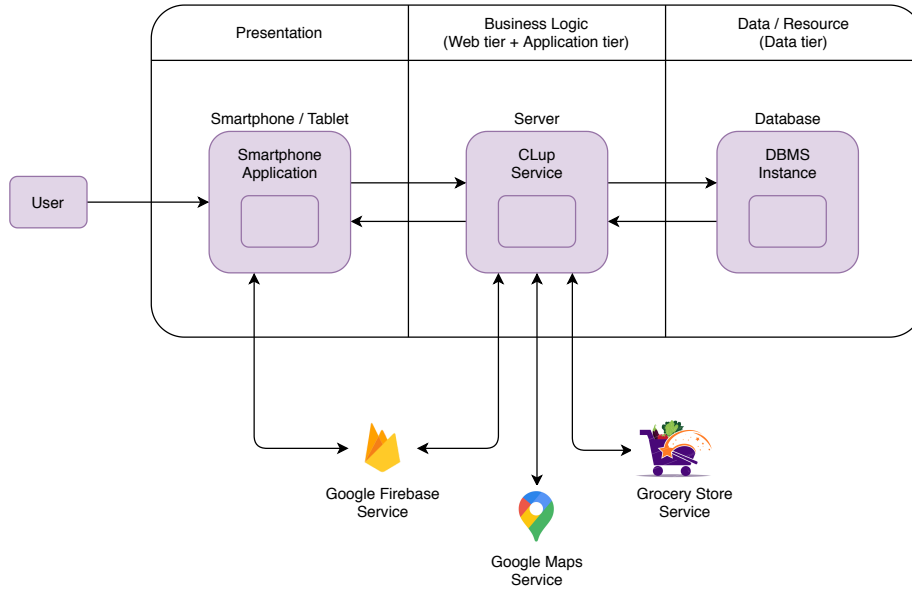 Presentation
Business Logic
(Web tier + Application tier)
Data / Resource
(Data tier)
Smartphone / Tablet
Server
Database
Smartphone
Application
CLup
Service
DBMS
Instance
User
Google Firebase
Service
Grocery Store
Service
Google Maps
Service